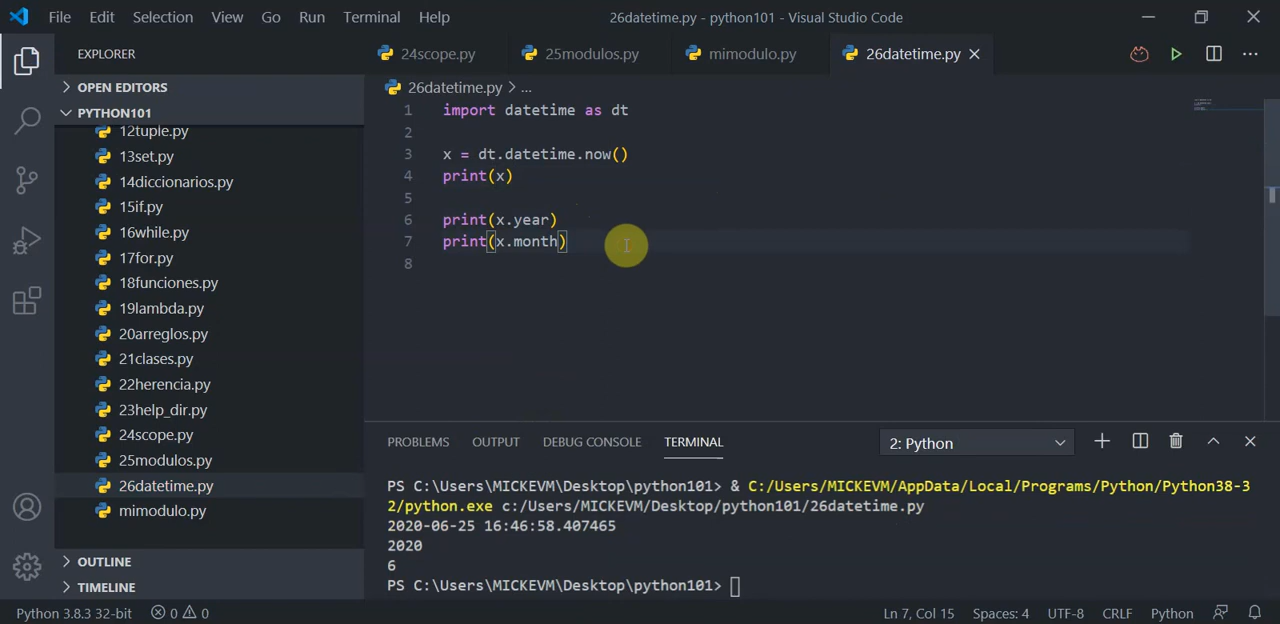 File Edit Selection View Go Run Terminal Help 26datetime.py - python101 - Visual Studio Code
EXPLORER
24scope.py 25modulos.py mimodulo.py 26datetime.py
OPEN EDITORS
PYTHON101
12tuple.py
13set.py
14diccionarios.py
15if.py
16while.py
17for.py
18funciones.py
19lambda.py
20arreglos.py
21clases.py
22herencia.py
23help_dir.py
24scope.py
25modulos.py
26datetime.py
mimodulo.py
OUTLINE
TIMELINE
26datetime.py > ...
1 import datetime as dt
2
3 x = dt.datetime.now()
4 print(x)
5
6 print(x.year)
7 print(x.month)
8
PROBLEMS OUTPUT DEBUG CONSOLE TERMINAL 2: Python
PS C:\Users\MICKEVM\Desktop\python101> & C:/Users/MICKEVM/AppData/Local/Programs/Python/Python38-3
2/python.exe c:/Users/MICKEVM/Desktop/python101/26datetime.py
2020-06-25 16:46:58.407465
2020
6
PS C:\Users\MICKEVM\Desktop\python101>
Python 3.8.3 32-bit 0 0 Ln 7, Col 15 Spaces: 4 UTF-8 CRLF Python